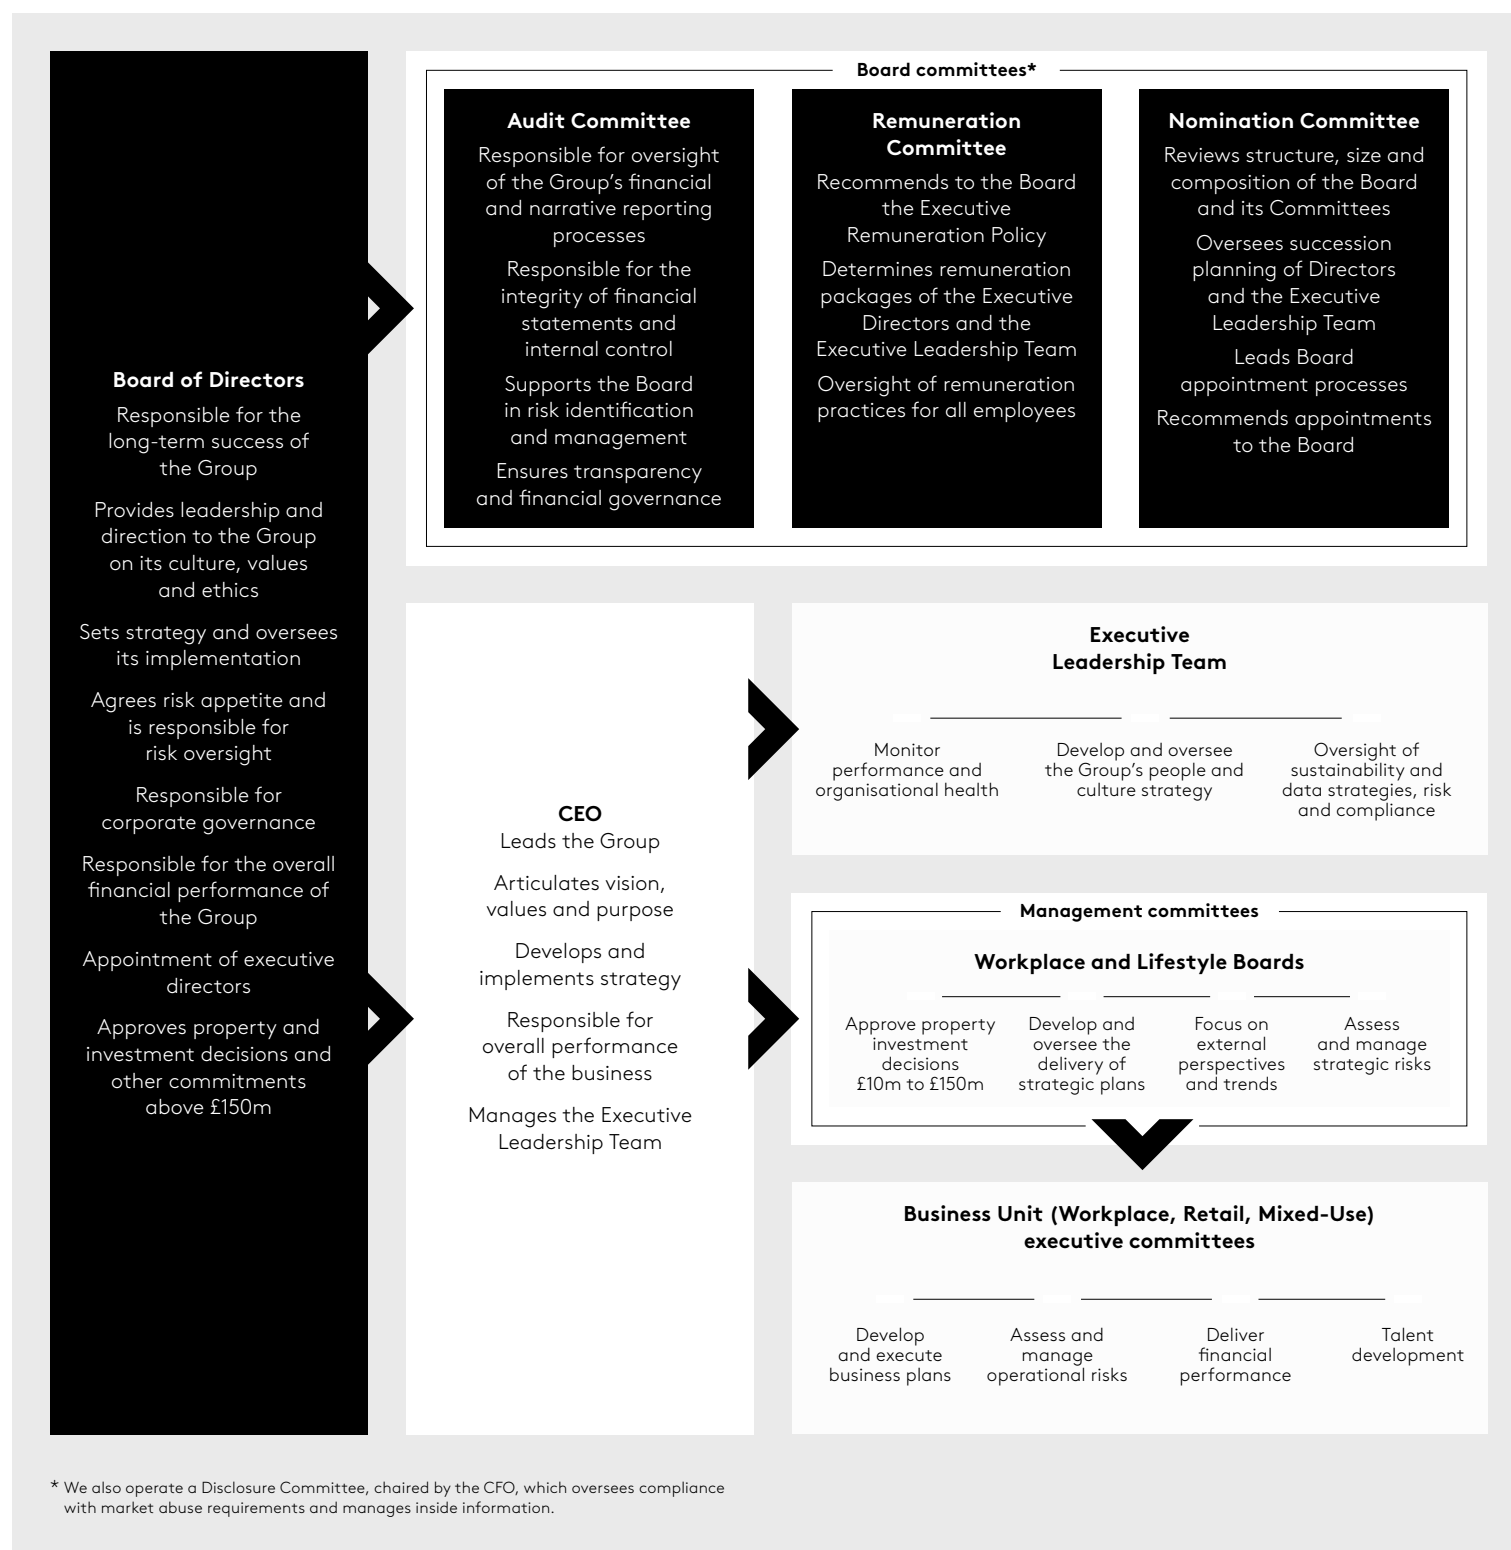 Board of Directors
Responsible for the
long-term success of
the Group
Provides leadership and
direction to the Group
on its culture, values
and ethics
Sets strategy and oversees
its implementation
Agrees risk appetite and
is responsible for
risk oversight
Responsible for
corporate governance
Responsible for the overall
financial performance of
the Group
Appointment of executive
directors
Approves property and
investment decisions and
other commitments
above £150m
Board committees*
Audit Committee
Responsible for oversight
of the Group’s financial
and narrative reporting
processes
Responsible for the
integrity of financial
statements and
internal control
Supports the Board
in risk identification
and management
Ensures transparency
and financial governance
Remuneration
Committee
Recommends to the Board
the Executive
Remuneration Policy
Determines remuneration
packages of the Executive
Directors and the
Executive Leadership Team
Oversight of remuneration
practices for all employees
Nomination Committee
Reviews structure, size and
composition of the Board
and its Committees
Oversees succession
planning of Directors
and the Executive
Leadership Team
Leads Board
appointment processes
Recommends appointments
to the Board
CEO
Leads the Group
Articulates vision,
values and purpose
Develops and
implements strategy
Responsible for
overall performance
of the business
Manages the Executive
Leadership Team
Executive
Leadership Team
Monitor
performance and
organisational health
Develop and oversee
the Group’s people and
culture strategy
Oversight of
sustainability and
data strategies, risk
and compliance
Management committees
Workplace and Lifestyle Boards
Approve property
investment
decisions
£10m to £150m
Develop and
oversee the
delivery of
strategic plans
Focus on
external
perspectives
and trends
Assess
and manage
strategic risks
Business Unit (Workplace, Retail, Mixed-Use)
executive committees
Develop
and execute
business plans
Assess and
manage
operational risks
Deliver
financial
performance
Talent
development
* We also operate a Disclosure Committee, chaired by the CFO, which oversees compliance
with market abuse requirements and manages inside information.